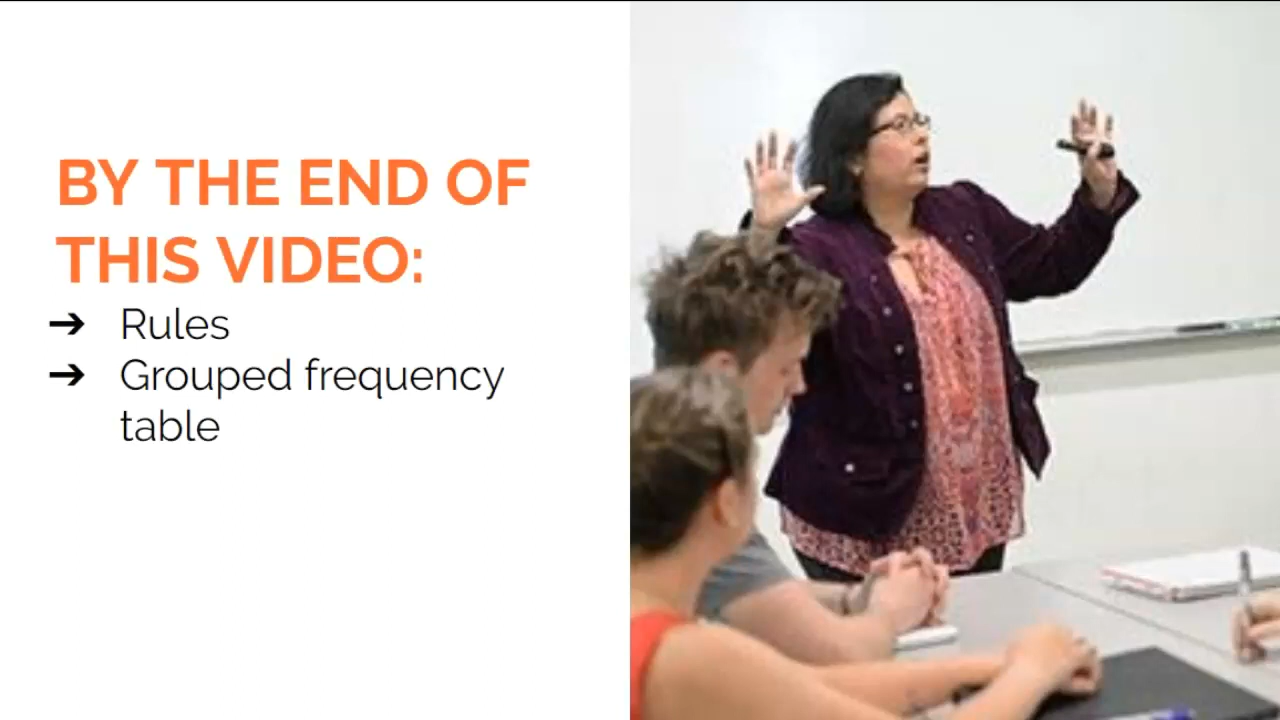 BY THE END OF
THIS VIDEO:
➔ Rules
➔ Grouped frequency
table